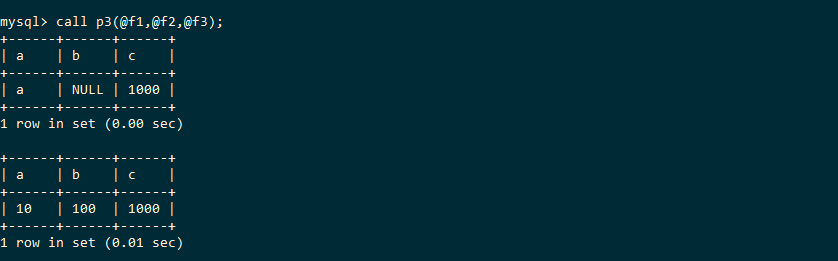 mysql> call p3(@f1,@f2,@f3);
+------+------+------+
| a    | b    | c    |
+------+------+------+
| a    | NULL | 1000 |
+------+------+------+
1 row in set (0.00 sec)

+------+------+------+
| a    | b    | c    |
+------+------+------+
| 10   | 100  | 1000 |
+------+------+------+
1 row in set (0.01 sec)